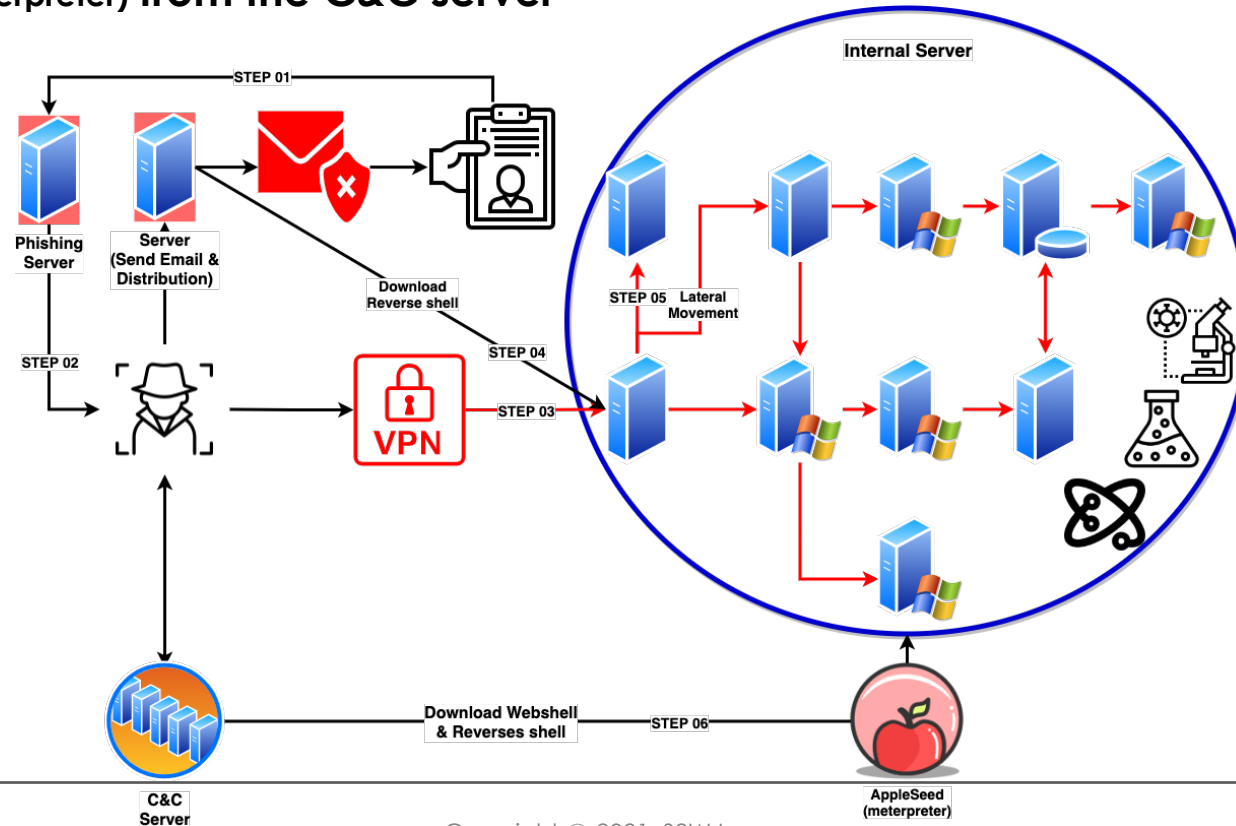 from the C&C server
Internal Server
STEP 01
Phishing
Server
Server
(Send Email &
Distribution)
Download
Reverse shell
STEP 05
Lateral
Movement
STEP 02
STEP 04
VPN
STEP 03
Download Webshell
& Reverses shell
STEP 06
C&C
Server
AppleSeed
(meterpreter)